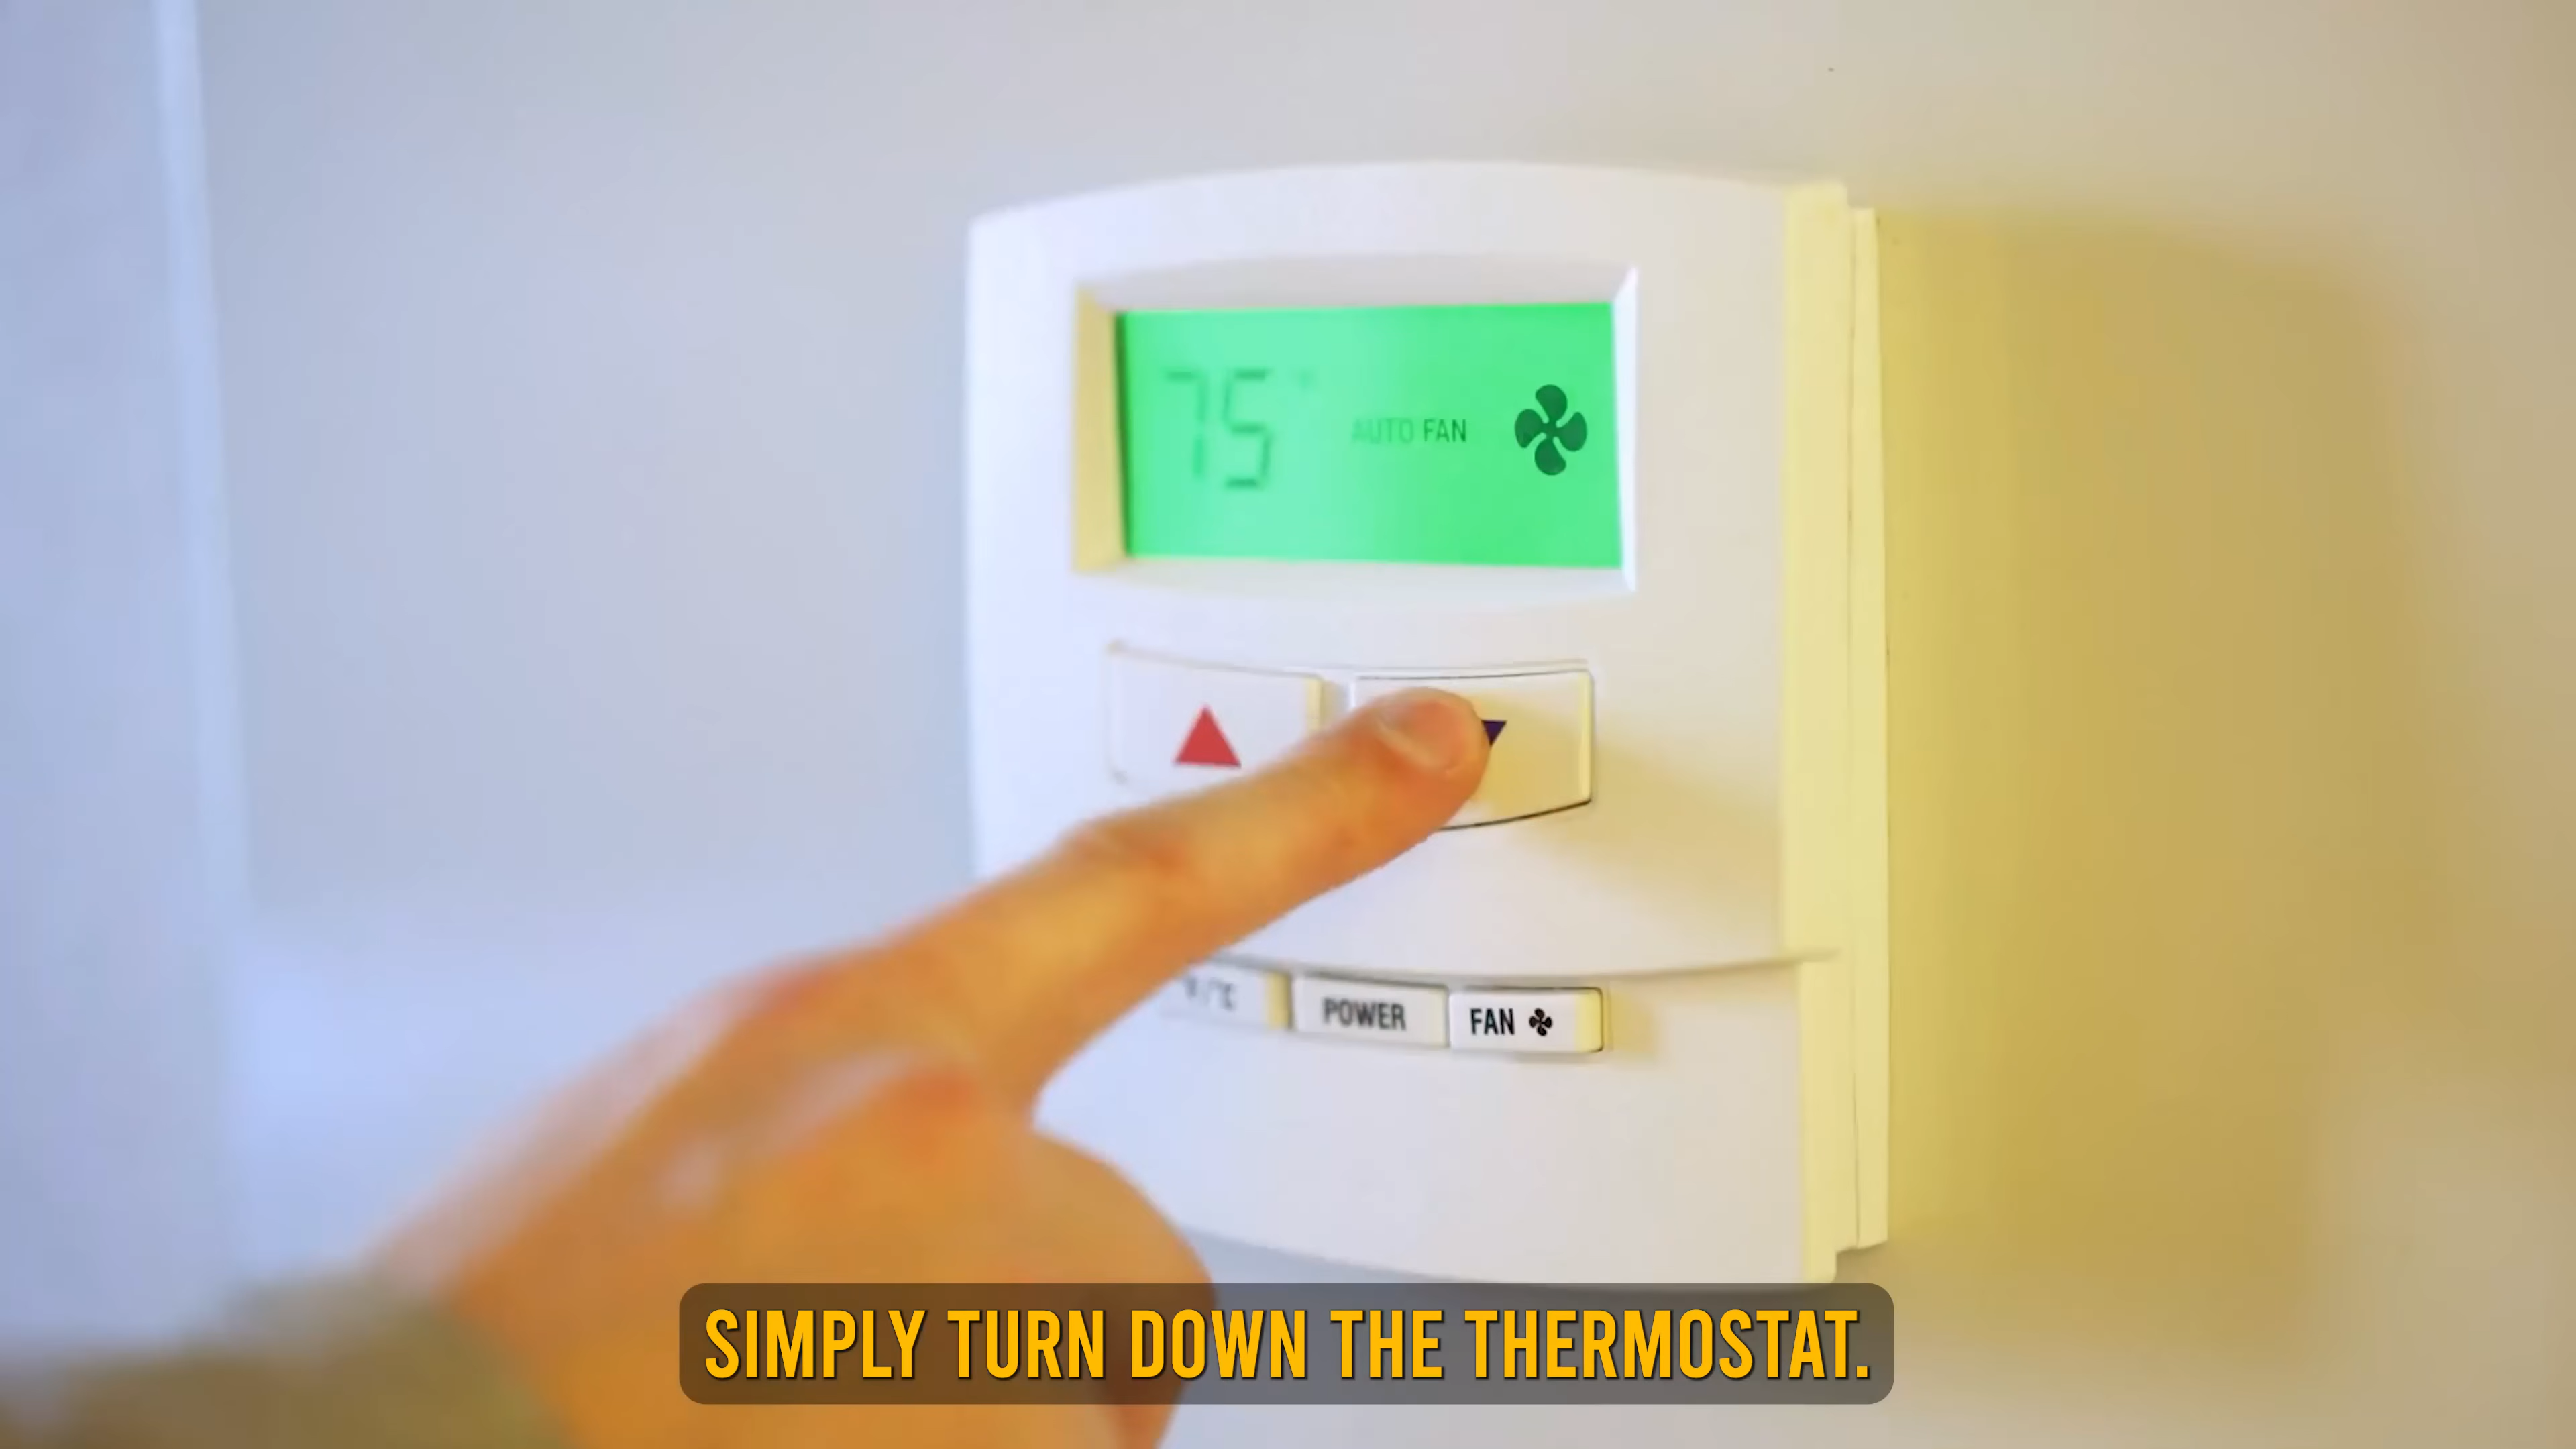 75°
AUTO FAN
°F/°C
POWER
FAN
SIMPLY TURN DOWN THE THERMOSTAT.